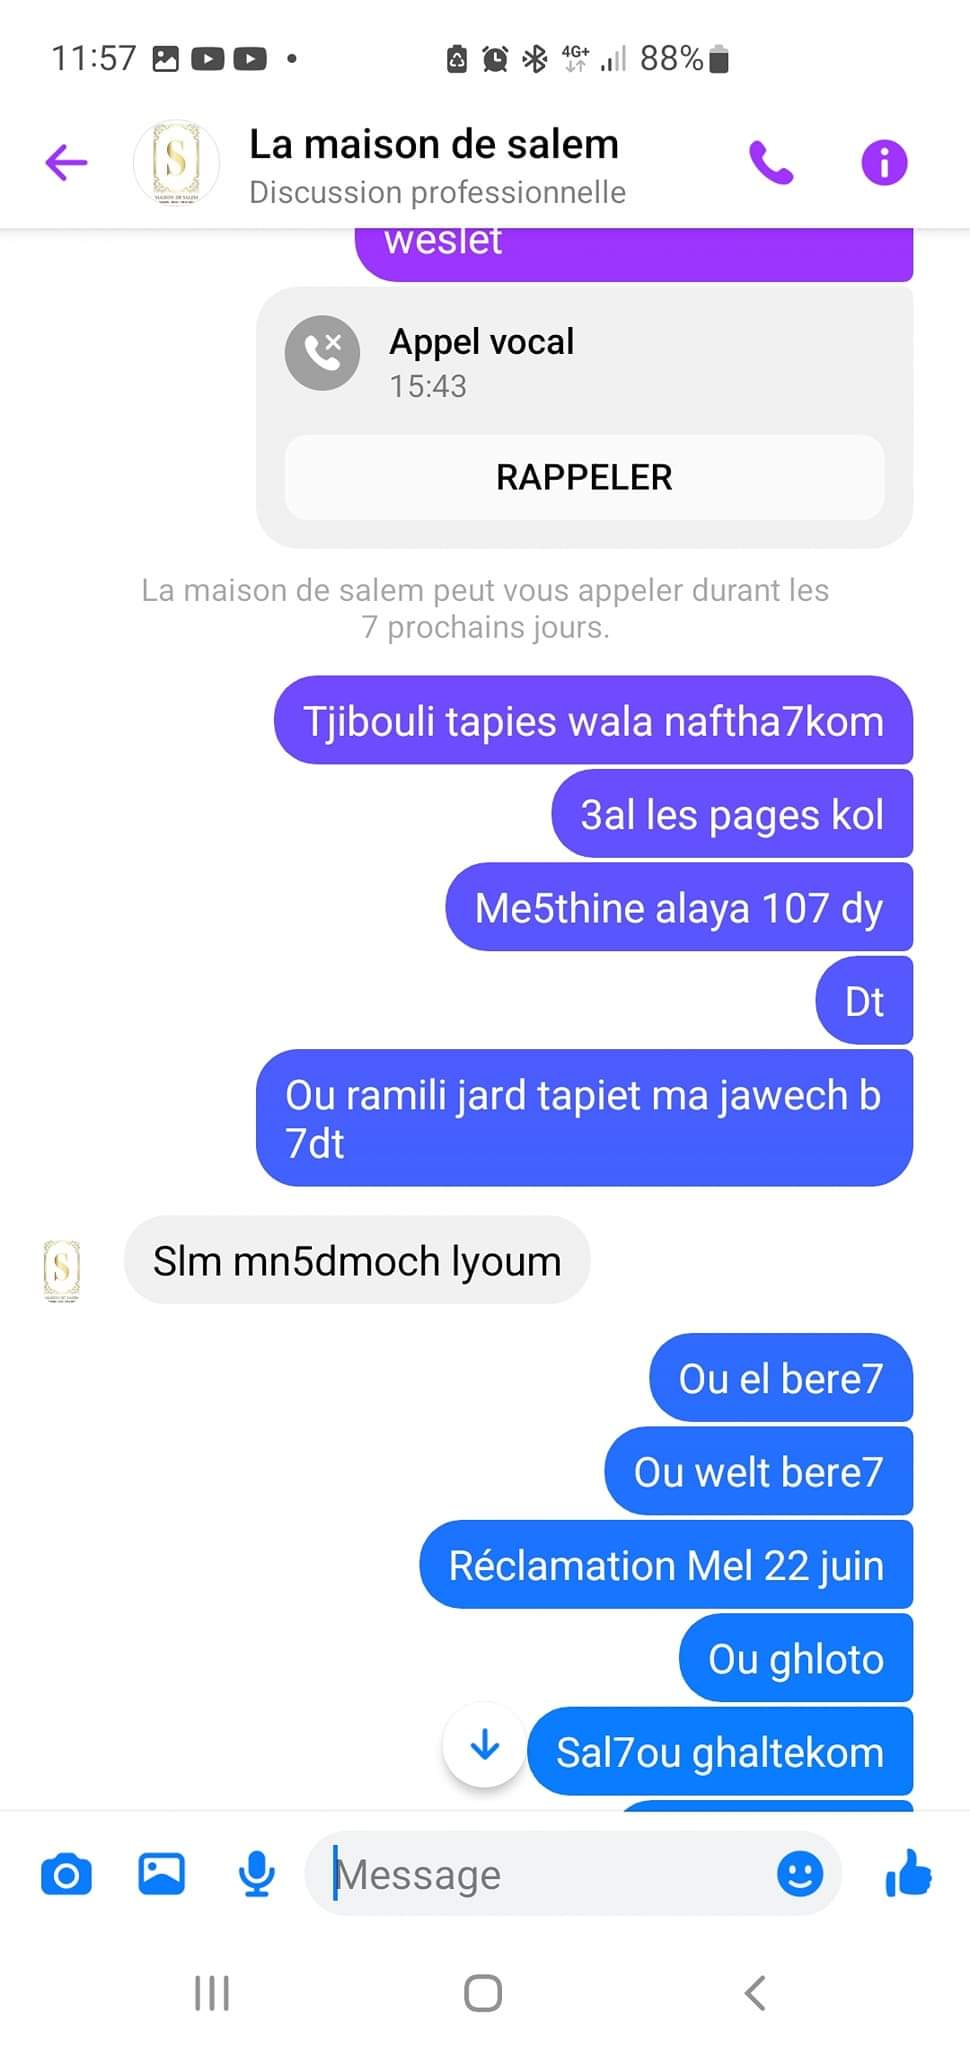 11:57
4G+
88%
La maison de salem
Discussion professionnelle
weslet
Appel vocal
15:43
RAPPELER
La maison de salem peut vous appeler durant les
7 prochains jours.
Tjibouli tapies wala naftha7kom
3al les pages kol
Me5thine alaya 107 dy
Dt
Ou ramili jard tapiet ma jawech b
7dt
Slm mn5dmoch lyoum
Ou el bere7
Ou welt bere7
Réclamation Mel 22 juin
Ou ghloto
Sal7ou ghaltekom
Message